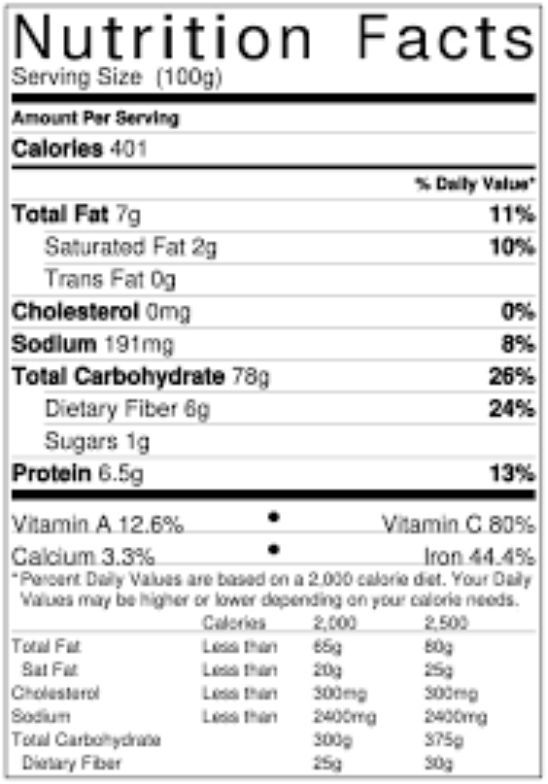 Nutrition Facts
Serving Size (100g)
Amount Per Serving
Calories 401
% Daily Value*
Total Fat 7g 11%
Saturated Fat 2g 10%
Trans Fat 0g
Cholesterol 0mg 0%
Sodium 191mg 8%
Total Carbohydrate 78g 26%
Dietary Fiber 6g 24%
Sugars 1g
Protein 6.5g 13%
Vitamin A 12.6% • Vitamin C 80%
Calcium 3.3% • Iron 44.4%
*Percent Daily Values are based on a 2,000 calorie diet. Your Daily
Values may be higher or lower depending on your calorie needs.
Calories 2,000 2,500
Total Fat Less than 65g 80g
Sat Fat Less than 20g 25g
Cholesterol Less than 300mg 300mg
Sodium Less than 2400mg 2400mg
Total Carbohydrate 300g 375g
Dietary Fiber 25g 30g